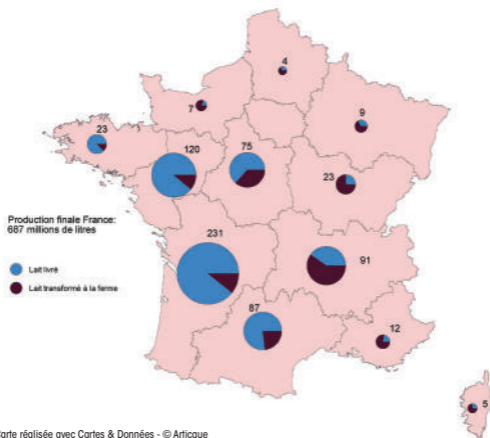 4
7
9
23
120
75
23
Production finale France:
687 millions de litres
231
Lait livré
91
Lait transformé à la ferme
87
12
5
Carte réalisée avec Cartes & Données - © Articque